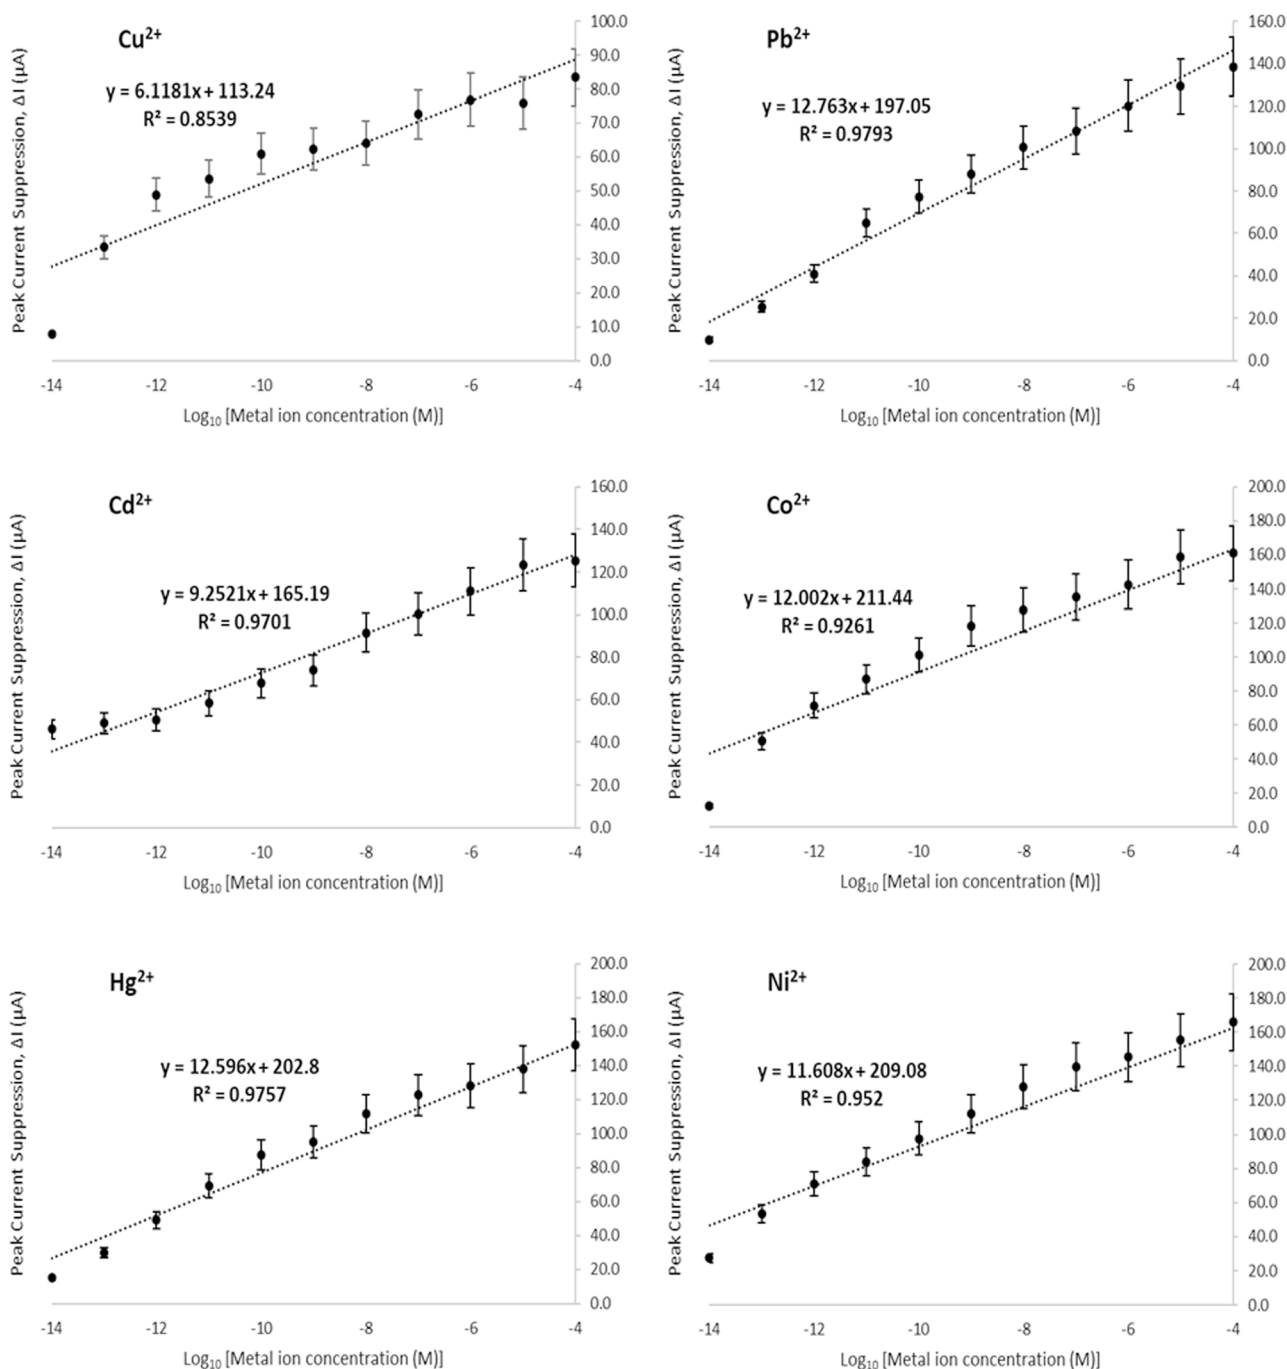 Cu²⁺
y = 6.1181x + 113.24
R² = 0.8539
Peak Current Suppression, ΔI (μA)
100.0
90.0
80.0
70.0
60.0
50.0
40.0
30.0
20.0
10.0
0.0
-14 -12 -10 -8 -6 -4
Log₁₀ [Metal ion concentration (M)]
Pb²⁺
y = 12.763x + 197.05
R² = 0.9793
Peak Current Suppression, ΔI (μA)
160.0
140.0
120.0
100.0
80.0
60.0
40.0
20.0
0.0
-14 -12 -10 -8 -6 -4
Log₁₀ [Metal ion concentration (M)]
Cd²⁺
y = 9.2521x + 165.19
R² = 0.9701
Peak Current Suppression, ΔI (μA)
160.0
140.0
120.0
100.0
80.0
60.0
40.0
20.0
0.0
-14 -12 -10 -8 -6 -4
Log₁₀ [Metal ion concentration (M)]
Co²⁺
y = 12.002x + 211.44
R² = 0.9261
Peak Current Suppression, ΔI (μA)
200.0
180.0
160.0
140.0
120.0
100.0
80.0
60.0
40.0
20.0
0.0
-14 -12 -10 -8 -6 -4
Log₁₀ [Metal ion concentration (M)]
Hg²⁺
y = 12.596x + 202.8
R² = 0.9757
Peak Current Suppression, ΔI (μA)
200.0
180.0
160.0
140.0
120.0
100.0
80.0
60.0
40.0
20.0
0.0
-14 -12 -10 -8 -6 -4
Log₁₀ [Metal ion concentration (M)]
Ni²⁺
y = 11.608x + 209.08
R² = 0.952
Peak Current Suppression, ΔI (μA)
200.0
180.0
160.0
140.0
120.0
100.0
80.0
60.0
40.0
20.0
0.0
-14 -12 -10 -8 -6 -4
Log₁₀ [Metal ion concentration (M)]